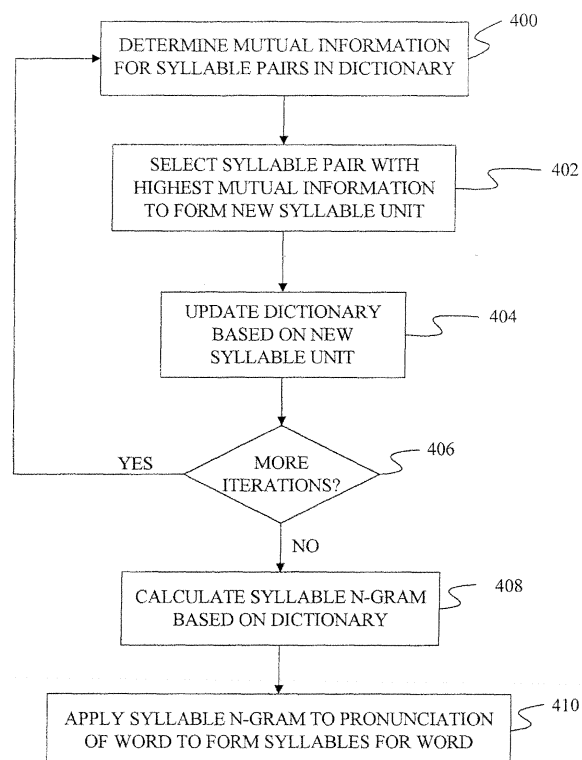 400
DETERMINE MUTUAL INFORMATION
FOR SYLLABLE PAIRS IN DICTIONARY
SELECT SYLLABLE PAIR WITH
HIGHEST MUTUAL INFORMATION
TO FORM NEW SYLLABLE UNIT
402
UPDATE DICTIONARY
BASED ON NEW
SYLLABLE UNIT
404
YES
MORE
ITERATIONS?
406
NO
CALCULATE SYLLABLE N-GRAM
BASED ON DICTIONARY
408
APPLY SYLLABLE N-GRAM TO PRONUNCIATION
OF WORD TO FORM SYLLABLES FOR WORD
410